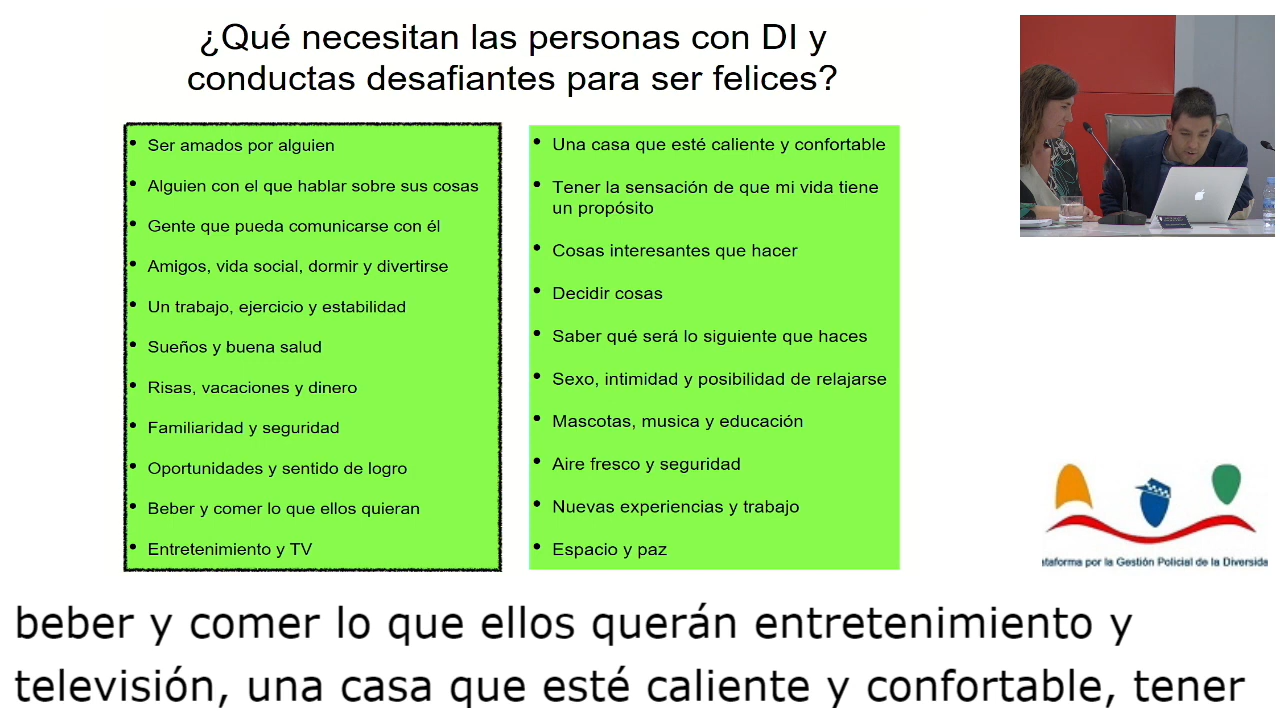 ¿Qué necesitan las personas con DI y
conductas desafiantes para ser felices?
• Ser amados por alguien
• Alguien con el que hablar sobre sus cosas
• Gente que pueda comunicarse con él
• Amigos, vida social, dormir y divertirse
• Un trabajo, ejercicio y estabilidad
• Sueños y buena salud
• Risas, vacaciones y dinero
• Familiaridad y seguridad
• Oportunidades y sentido de logro
• Beber y comer lo que ellos quieran
• Entretenimiento y TV
• Una casa que esté caliente y confortable
• Tener la sensación de que mi vida tiene
un propósito
• Cosas interesantes que hacer
• Decidir cosas
• Saber qué será lo siguiente que haces
• Sexo, intimidad y posibilidad de relajarse
• Mascotas, musica y educación
• Aire fresco y seguridad
• Nuevas experiencias y trabajo
• Espacio y paz
ataforma por la Gestión Policial de la Diversida
beber y comer lo que ellos querán entretenimiento y
televisión, una casa que esté caliente y confortable, tener